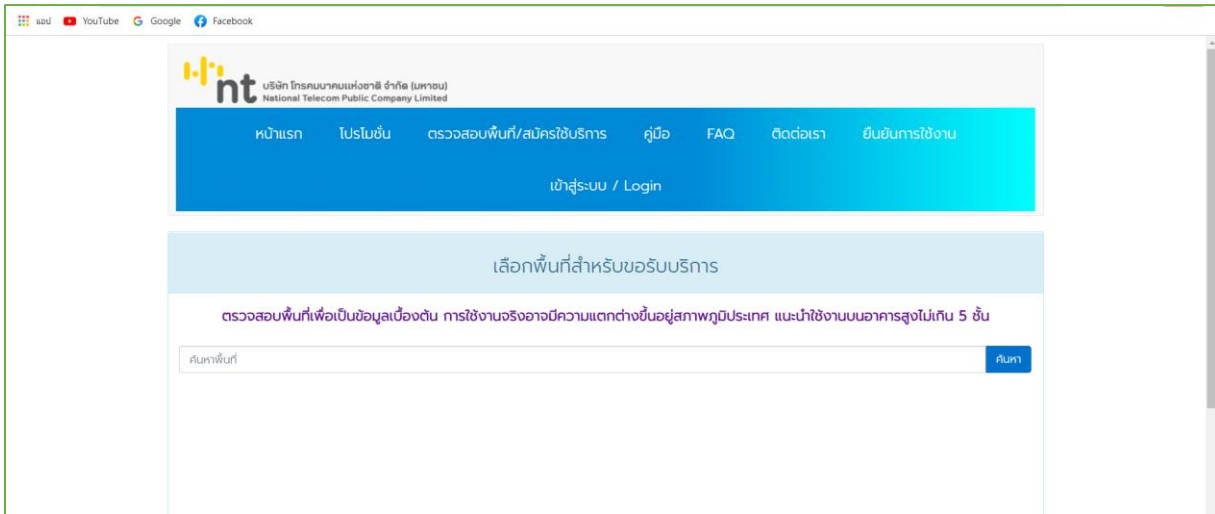 แอป YouTube Google Facebook
nt บริษัท โทรคมนาคมแห่งชาติ จำกัด (มหาชน)
National Telecom Public Company Limited
หน้าแรก โปรโมชั่น ตรวจสอบพื้นที่/สมัครใช้บริการ คู่มือ FAQ ติดต่อเรา ยืนยันการใช้งาน
เข้าสู่ระบบ / Login
เลือกพื้นที่สำหรับขอรับบริการ
ตรวจสอบพื้นที่เพื่อเป็นข้อมูลเบื้องต้น การใช้งานจริงอาจมีความแตกต่างขึ้นอยู่สภาพภูมิประเทศ แนะนำใช้งานบนอาคารสูงไม่เกิน 5 ชั้น
ค้นหาพื้นที่ ค้นหา